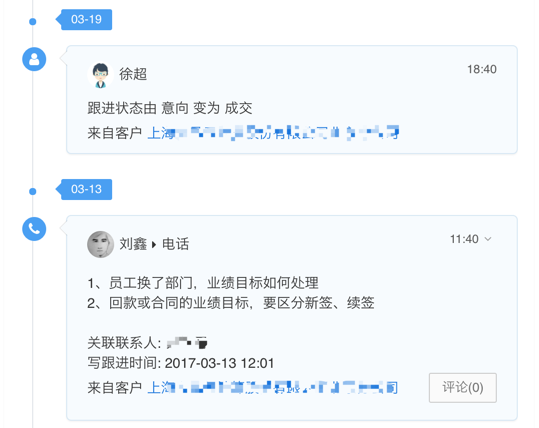 03-19
徐超
18:40
跟进状态由 意向 变为 成交
来自客户 上海
03-13
刘鑫 电话
11:40
1、员工换了部门，业绩目标如何处理
2、回款或合同的业绩目标，要区分新签、续签
关联联系人:
写跟进时间: 2017-03-13 12:01
来自客户 上海
评论(0)